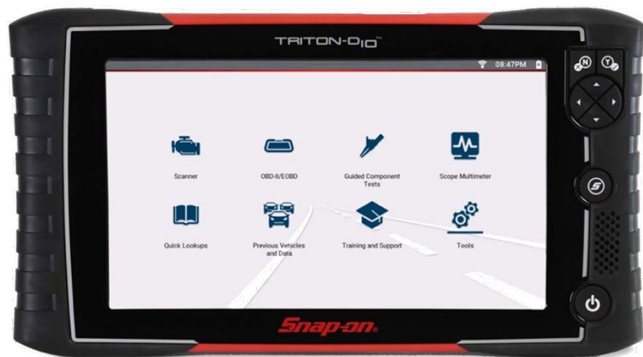 TRITON-D10™
08:47PM
N Y
Scanner
OBD-II/EOBD
Guided Component
Tests
Scope Multimeter
S
Quick Lookups
Previous Vehicles
and Data
Training and Support
Tools
Snap-on®